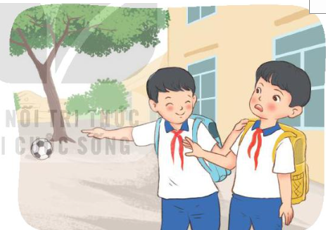 NỐI TRI THỨC
I CUỘC SỐNG